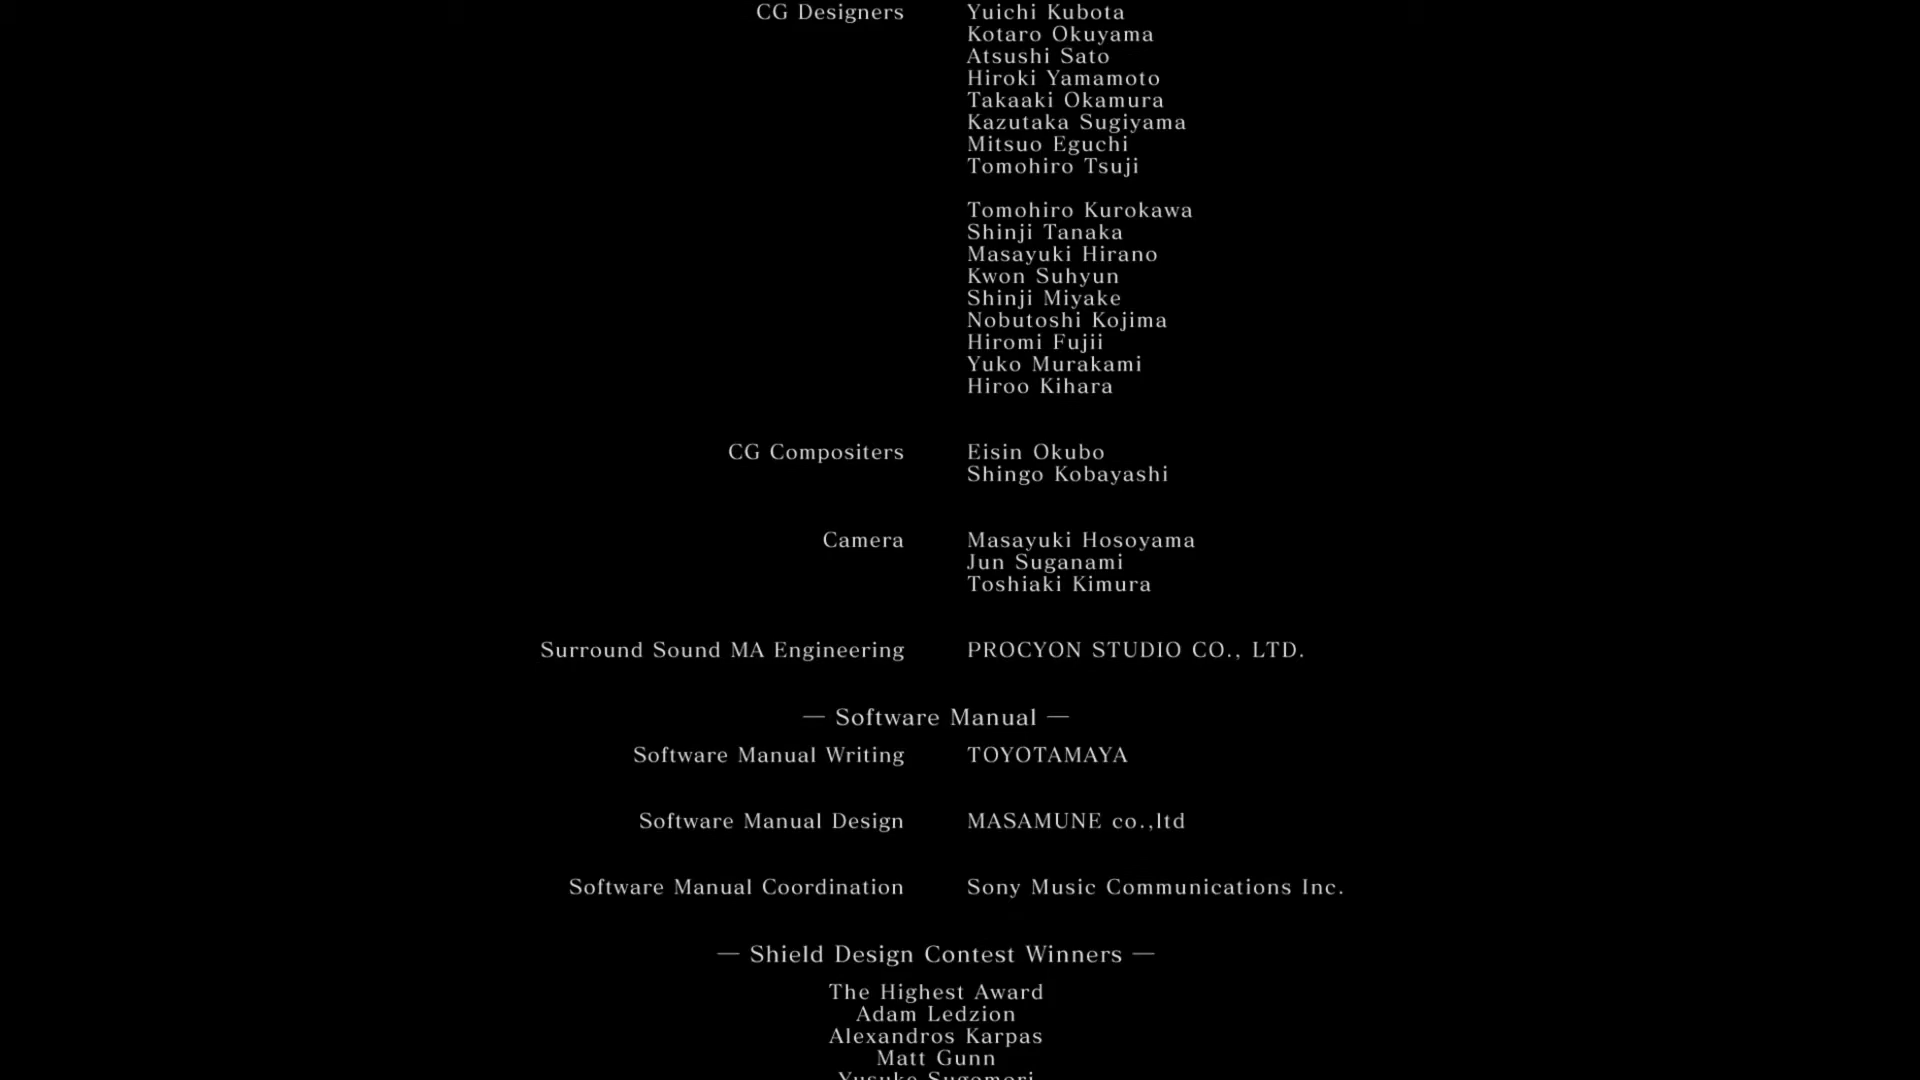 CG Designers Yuichi Kubota
Kotaro Okuyama
Atsushi Sato
Hiroki Yamamoto
Takaaki Okamura
Kazutaka Sugiyama
Mitsuo Eguchi
Tomohiro Tsuji
Tomohiro Kurokawa
Shinji Tanaka
Masayuki Hirano
Kwon Suhyun
Shinji Miyake
Nobutoshi Kojima
Hiromi Fujii
Yuko Murakami
Hiroo Kihara
CG Compositers Eisin Okubo
Shingo Kobayashi
Camera Masayuki Hosoyama
Jun Suganami
Toshiaki Kimura
Surround Sound MA Engineering PROCYON STUDIO CO., LTD.
— Software Manual —
Software Manual Writing TOYOTAMAYA
Software Manual Design MASAMUNE co.,ltd
Software Manual Coordination Sony Music Communications Inc.
— Shield Design Contest Winners —
The Highest Award
Adam Ledzion
Alexandros Karpas
Matt Gunn
Yusuke Sugomori